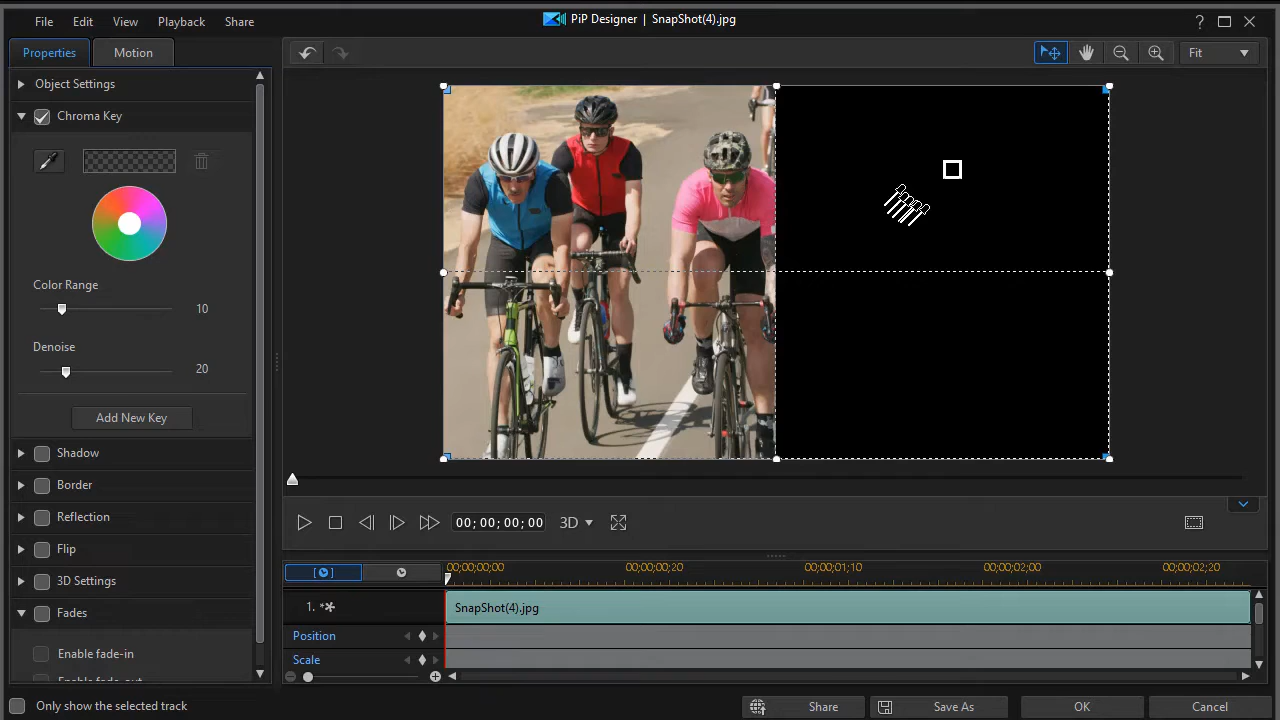 File Edit View Playback Share
PiP Designer | SnapShot(4).jpg
?
Properties Motion
Fit
Object Settings
Chroma Key
Color Range
10
Denoise
20
Add New Key
Shadow
Border
Reflection
Flip
3D Settings
Fades
Enable fade-in
00; 00; 00; 00 3D
00;00;00;00 00;00;00;20 00;00;01;10 00;00;02;00 00;00;02;20
1. SnapShot(4).jpg
Position
Scale
Only show the selected track
Share Save As OK Cancel